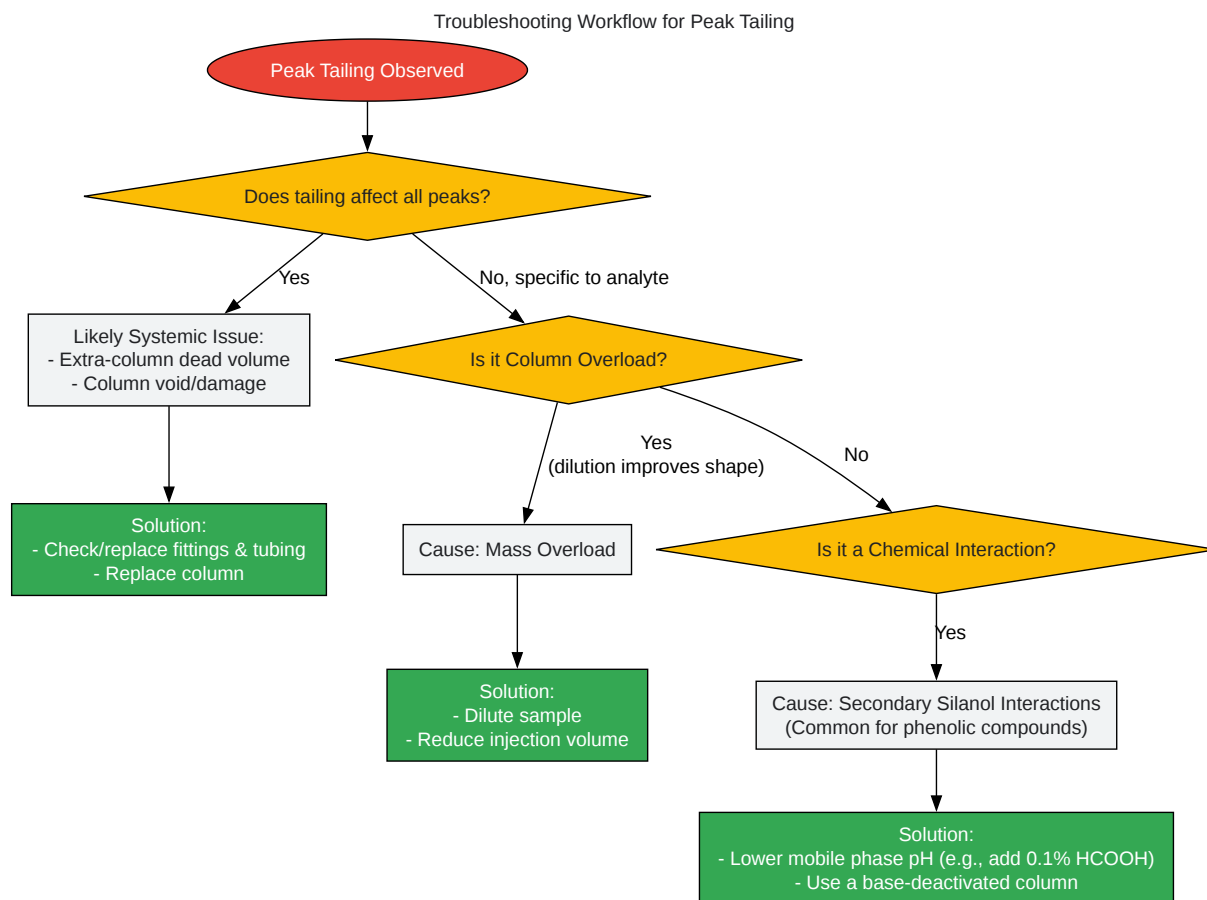 Troubleshooting Workflow for Peak Tailing
Peak Tailing Observed
Does tailing affect all peaks?
Yes
No, specific to analyte
Likely Systemic Issue:
- Extra-column dead volume
- Column void/damage
Is it Column Overload?
Yes
(dilution improves shape)
No
Solution:
- Check/replace fittings & tubing
- Replace column
Cause: Mass Overload
Is it a Chemical Interaction?
Yes
Solution:
- Dilute sample
- Reduce injection volume
Cause: Secondary Silanol Interactions
(Common for phenolic compounds)
Solution:
- Lower mobile phase pH (e.g., add 0.1% HCOOH)
- Use a base-deactivated column